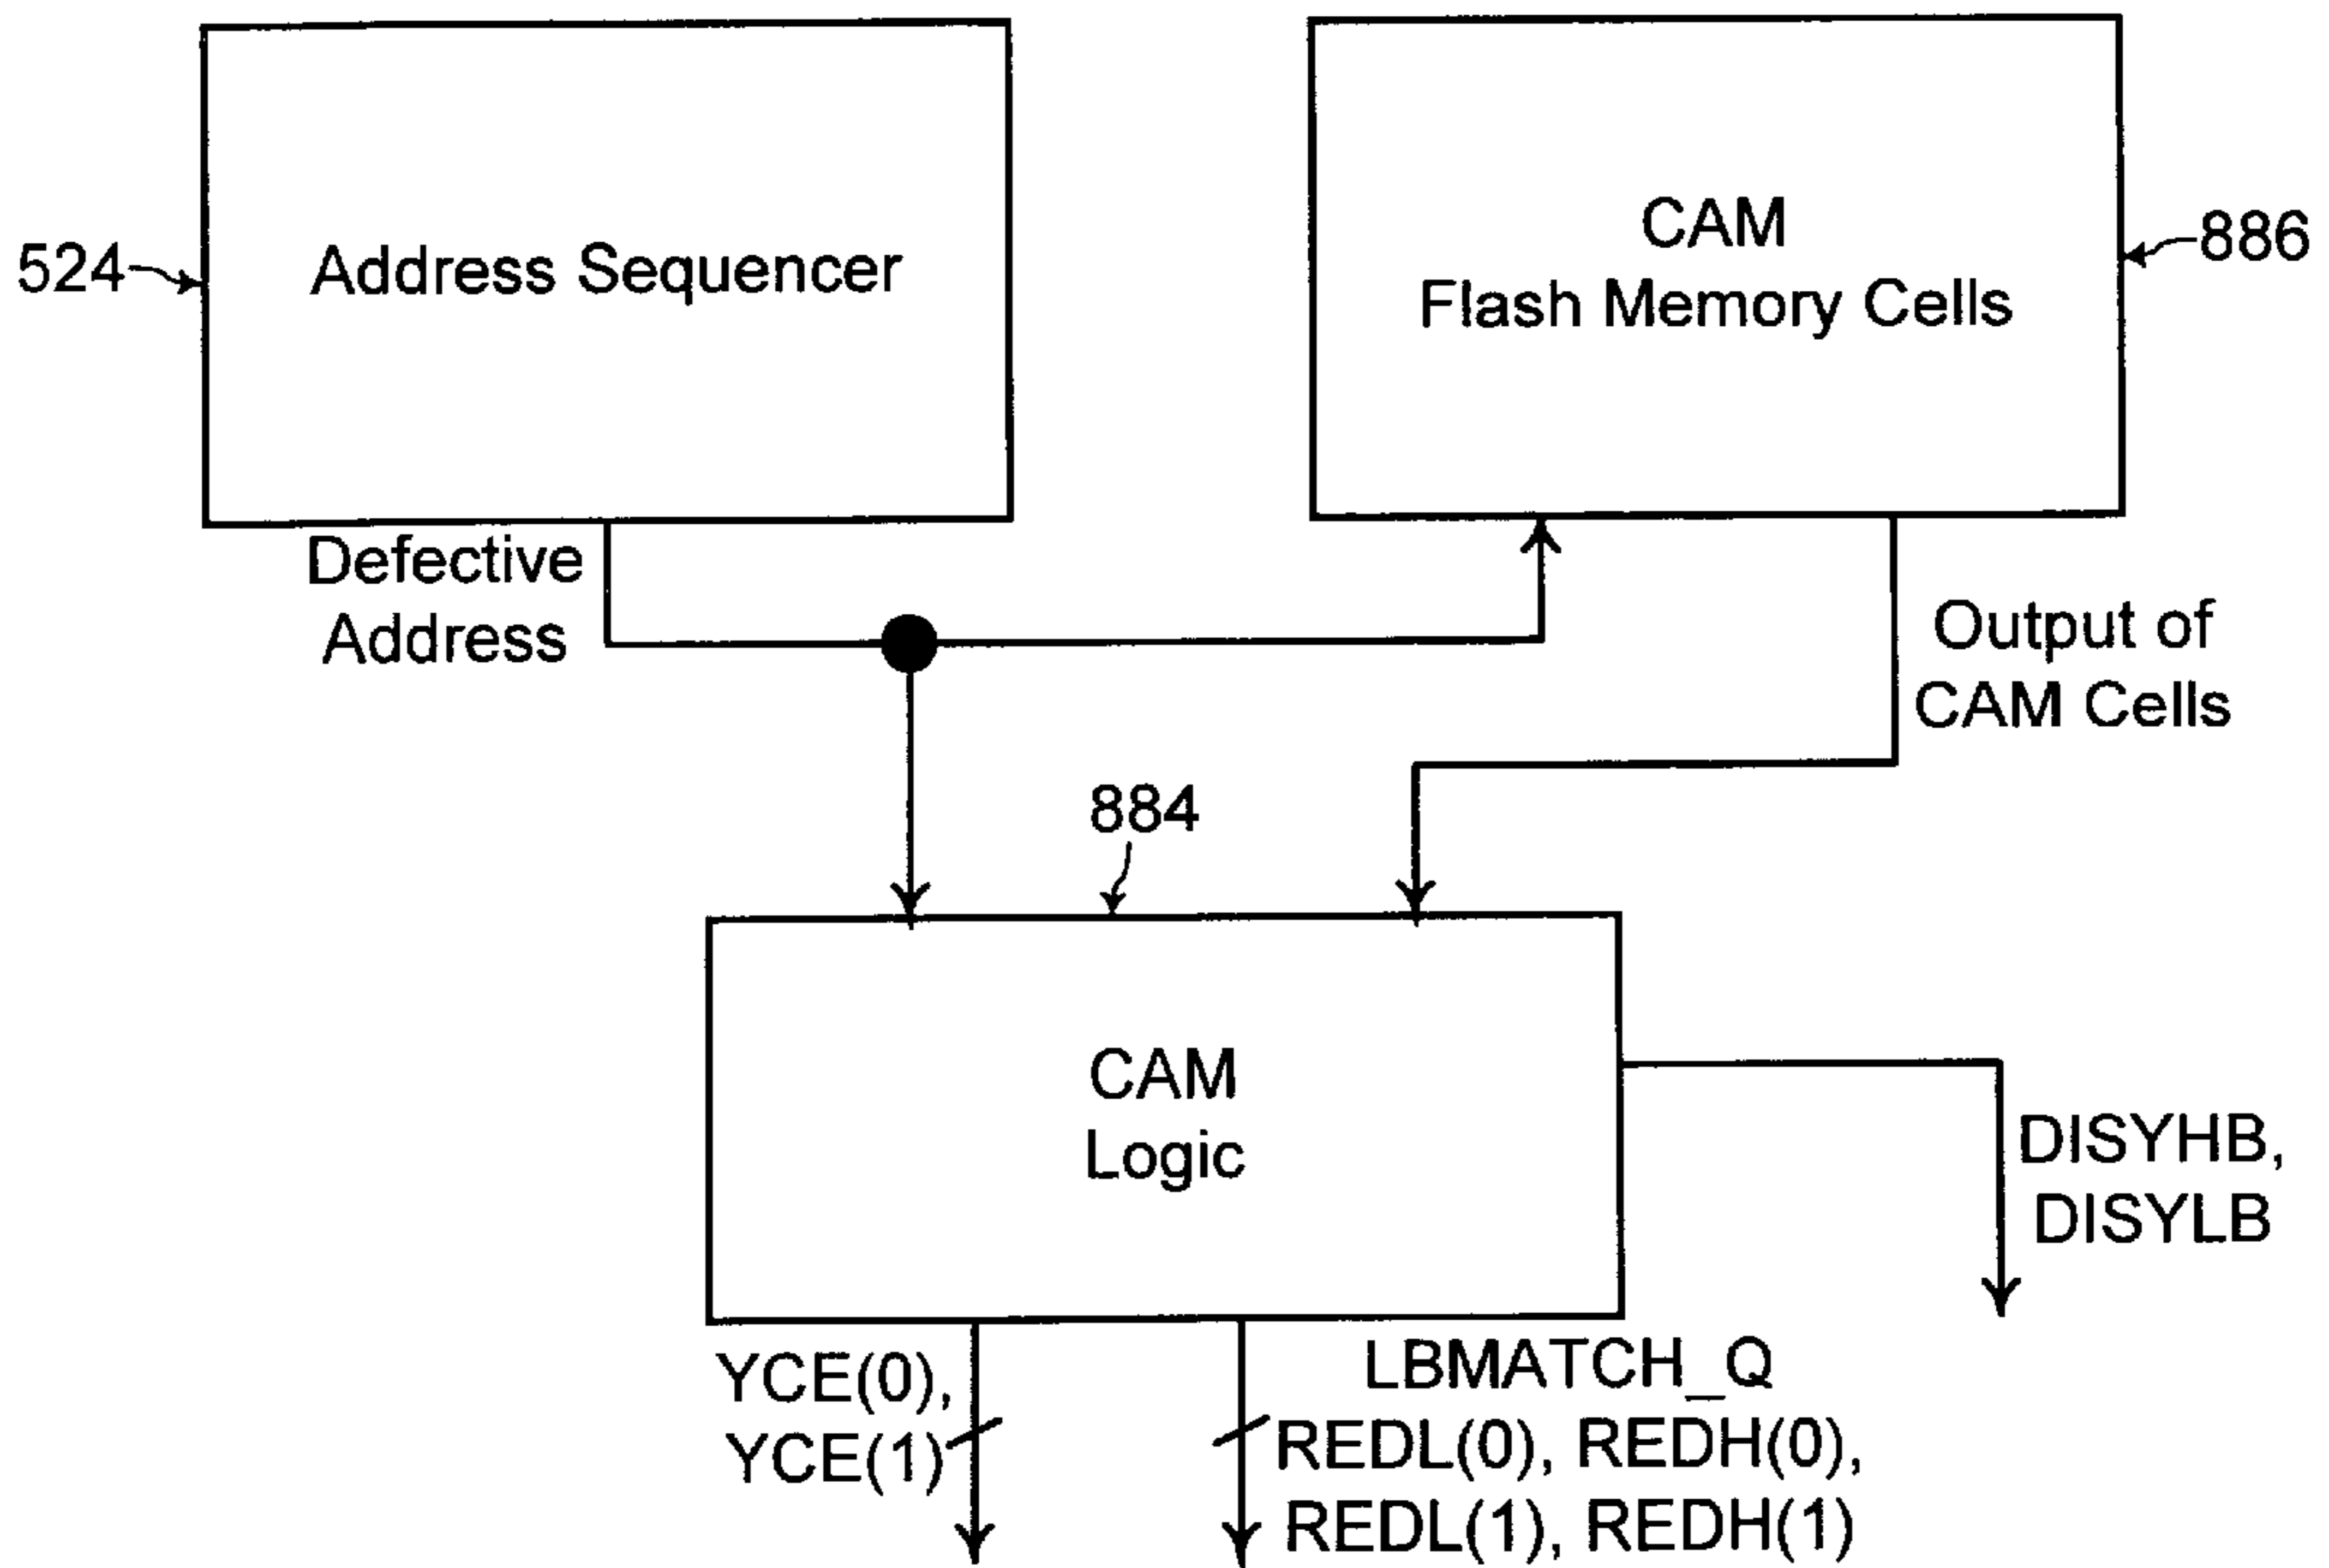 524
Address Sequencer
CAM
Flash Memory Cells
886
Defective
Address
Output of
CAM Cells
884
CAM
Logic
DISYHB,
DISYLB
YCE(0),
YCE(1)
LBMATCH_Q
REDL(0), REDH(0),
REDL(1), REDH(1)